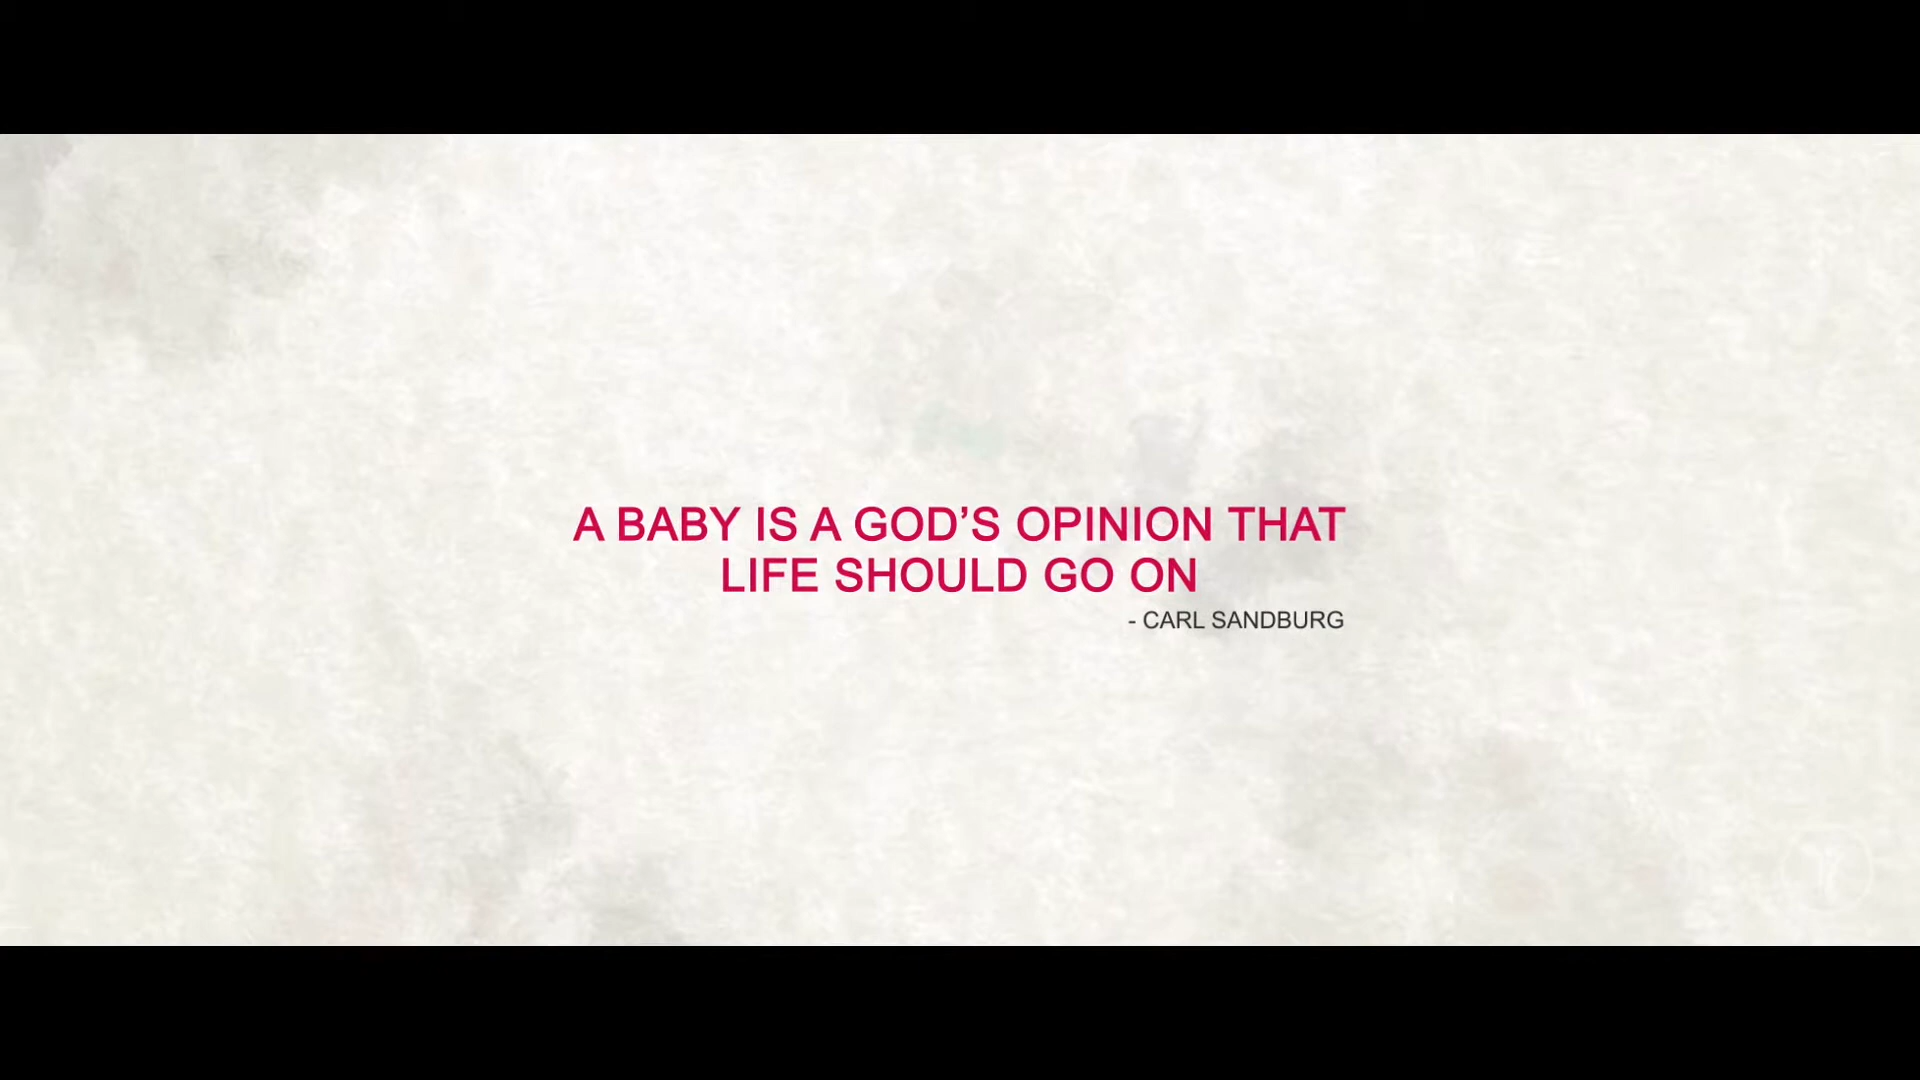 A BABY IS A GOD’S OPINION THAT
LIFE SHOULD GO ON
- CARL SANDBURG